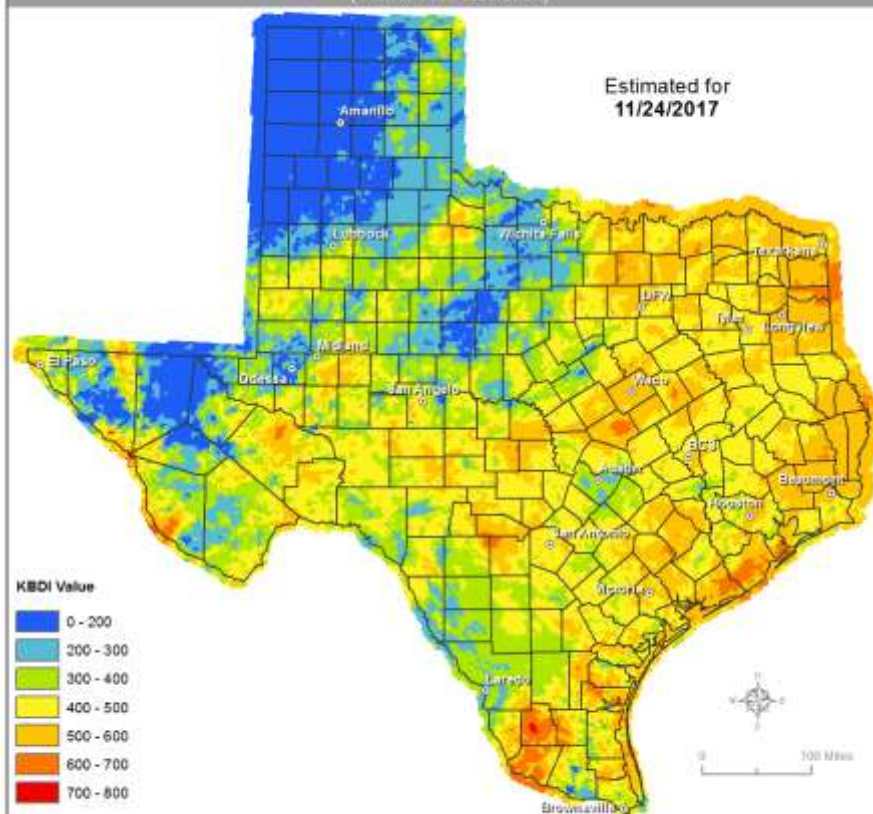 Estimated for
11/24/2017
Amarillo
Lubbock
Wichita Falls
Texarkana
DFW
Tyler
Longview
El Paso
Midland
Odessa
San Angelo
Waco
BCS
Austin
Beaumont
Houston
San Antonio
Victoria
KBDI Value
0 - 200
200 - 300
300 - 400
400 - 500
500 - 600
600 - 700
700 - 800
Laredo
0 100 Miles
Brownsville